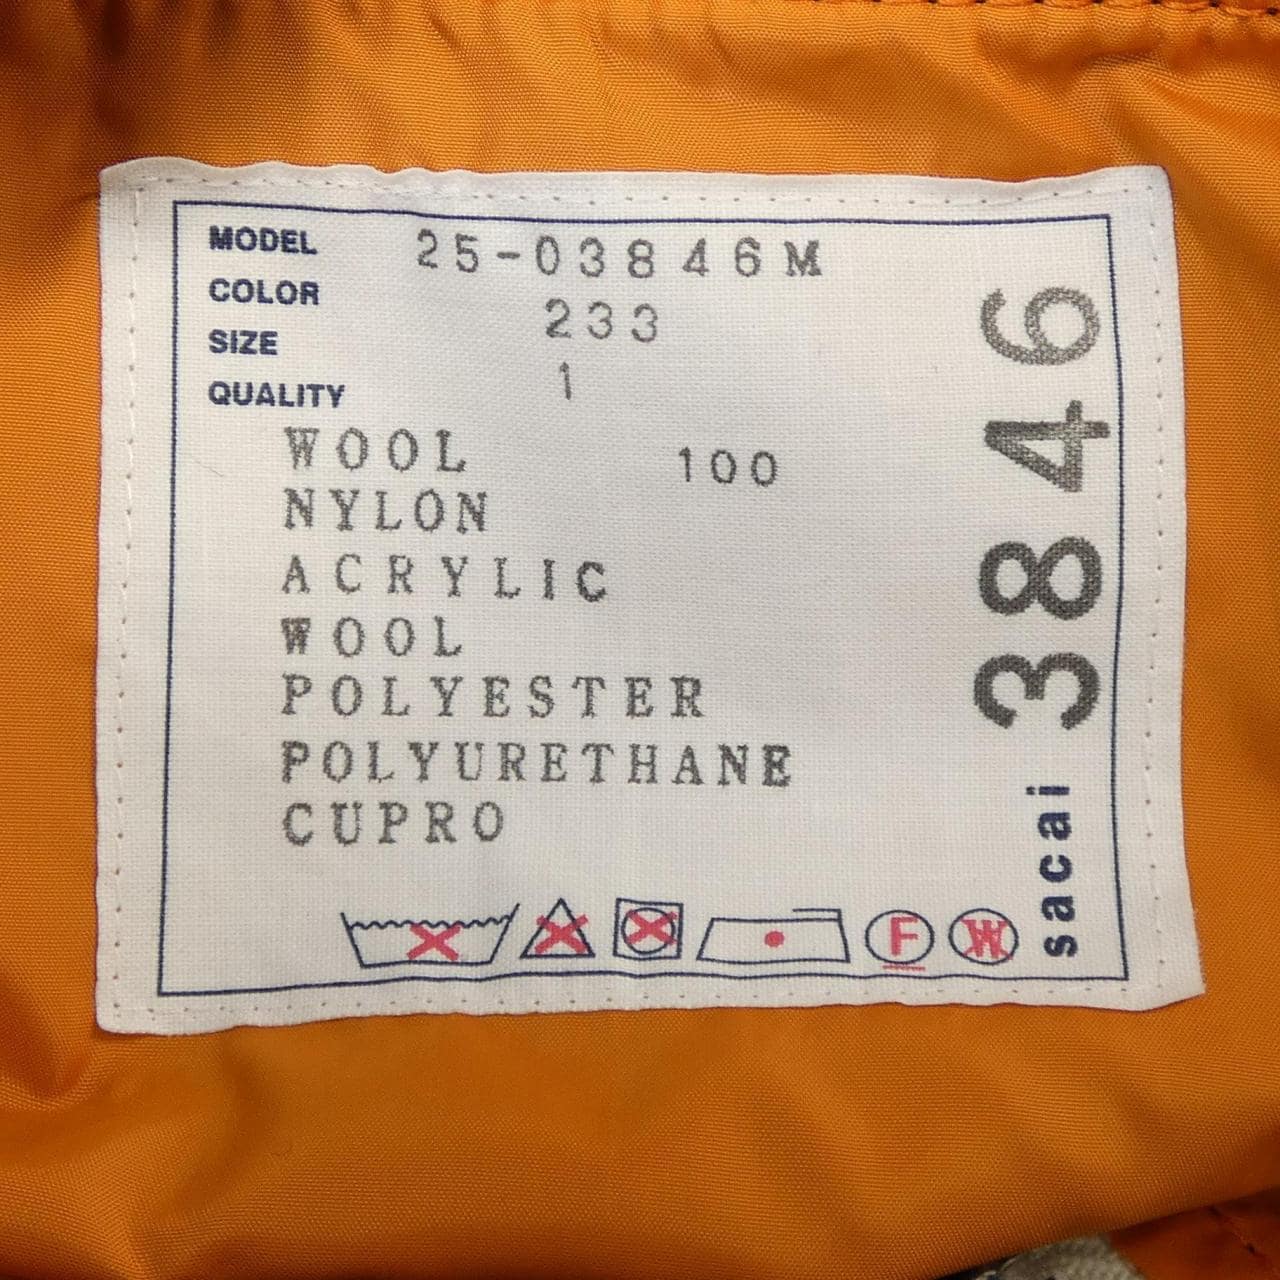 MODEL 25-03846M
COLOR 233
SIZE 1
QUALITY
WOOL 100
NYLON
ACRYLIC
WOOL
POLYESTER
POLYURETHANE
CUPRO
F
W
sacai 3846